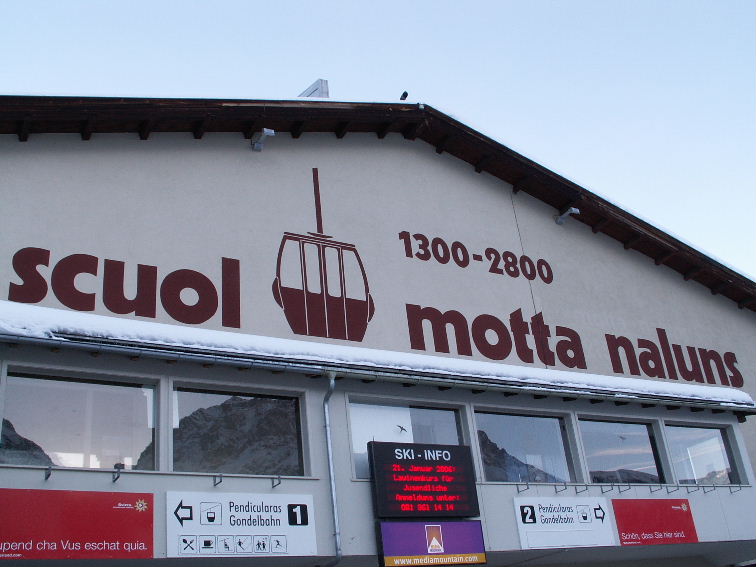 1300-2800
scuol motta naluns
SKI - INFO
21. Januar 2006:
Lawinenkurs für
Jugendliche
Anmeldung unter:
081 861 14 14
www.mediamountain.com
Pendicularas
Gondelbahn
1
2
Pendicularas
Gondelbahn
upend cha Vus eschat quia.
Schön, dass Sie hier sind.